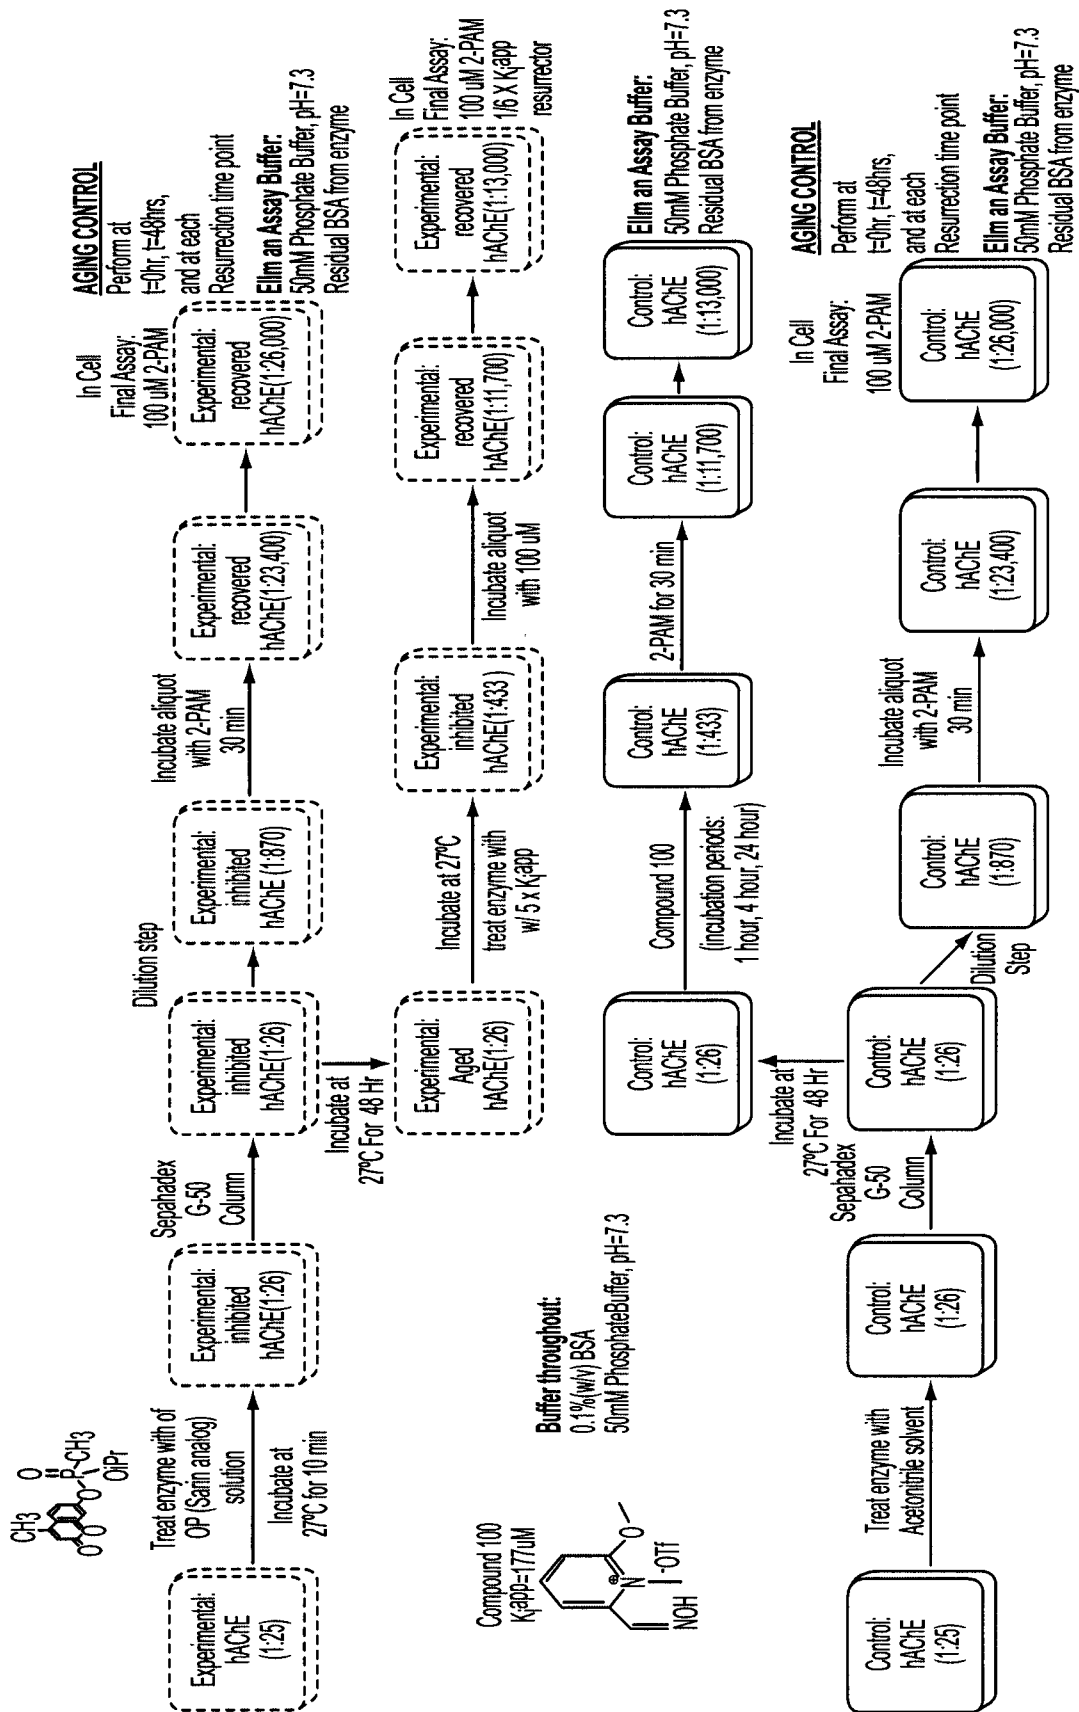 CH3
O
O
O
O
P
CH3
OiPr
Experimental:
hAChE
(1:25)
Treat enzyme with of
OP (Sarin analog)
solution
Incubate at
27ºC for 10 min
Experimental:
inhibited
hAChE(1:26)
Sepahadex
G-50
Column
Experimental:
inhibited
hAChE(1:26)
Dilution step
Experimental:
inhibited
hAChE (1:870)
Incubate aliquot
with 2-PAM
30 min
Experimental:
recovered
hAChE(1:23,400)
Experimental:
recovered
hAChE(1:26,000)
In Cell
Final Assay:
100 uM 2-PAM
AGING CONTROL
Perform at
t=0hr, t=48hrs,
and at each
Resurrection time point
Ellm an Assay Buffer:
50mM Phosphate Buffer, pH=7.3
Residual BSA from enzyme
Incubate at
27ºC For 48 Hr
Experimental:
Aged
hAChE(1:26)
Incubate at 27ºC
treat enzyme with
w/ 5 x Kiapp
Experimental:
inhibited
hAChE(1:433)
Incubate aliquot
with 100 uM
Experimental:
recovered
hAChE(1:11,700)
Experimental:
recovered
hAChE(1:13,000)
In Cell
Final Assay:
100 uM 2-PAM
1/6 X Kiapp
resurrector
Compound 100
Kiapp=177uM
O
N
⊕
-OTf
NOH
Buffer throughout:
0.1%(w/v) BSA
50mM PhosphateBuffer, pH=7.3
Control:
hAChE
(1:26)
Compound 100
(incubation periods:
1 hour, 4 hour, 24 hour)
Control:
hAChE
(1:433)
2-PAM for 30 min
Control:
hAChE
(1:11,700)
Control:
hAChE
(1:13,000)
Ellm an Assay Buffer:
50mM Phosphate Buffer, pH=7.3
Residual BSA from enzyme
Incubate at
27ºC For 48 Hr
Control:
hAChE
(1:25)
Treat enzyme with
Acetonitrile solvent
Control:
hAChE
(1:26)
Sepahadex
G-50
Column
Control:
hAChE
(1:26)
Dilution
Step
Control:
hAChE
(1:870)
Incubate aliquot
with 2-PAM
30 min
Control:
hAChE
(1:23,400)
Control:
hAChE
(1:26,000)
In Cell
Final Assay:
100 uM 2-PAM
AGING CONTROL
Perform at
t=0hr, t=48hrs,
and at each
Resurrection time point
Ellm an Assay Buffer:
50mM Phosphate Buffer, pH=7.3
Residual BSA from enzyme